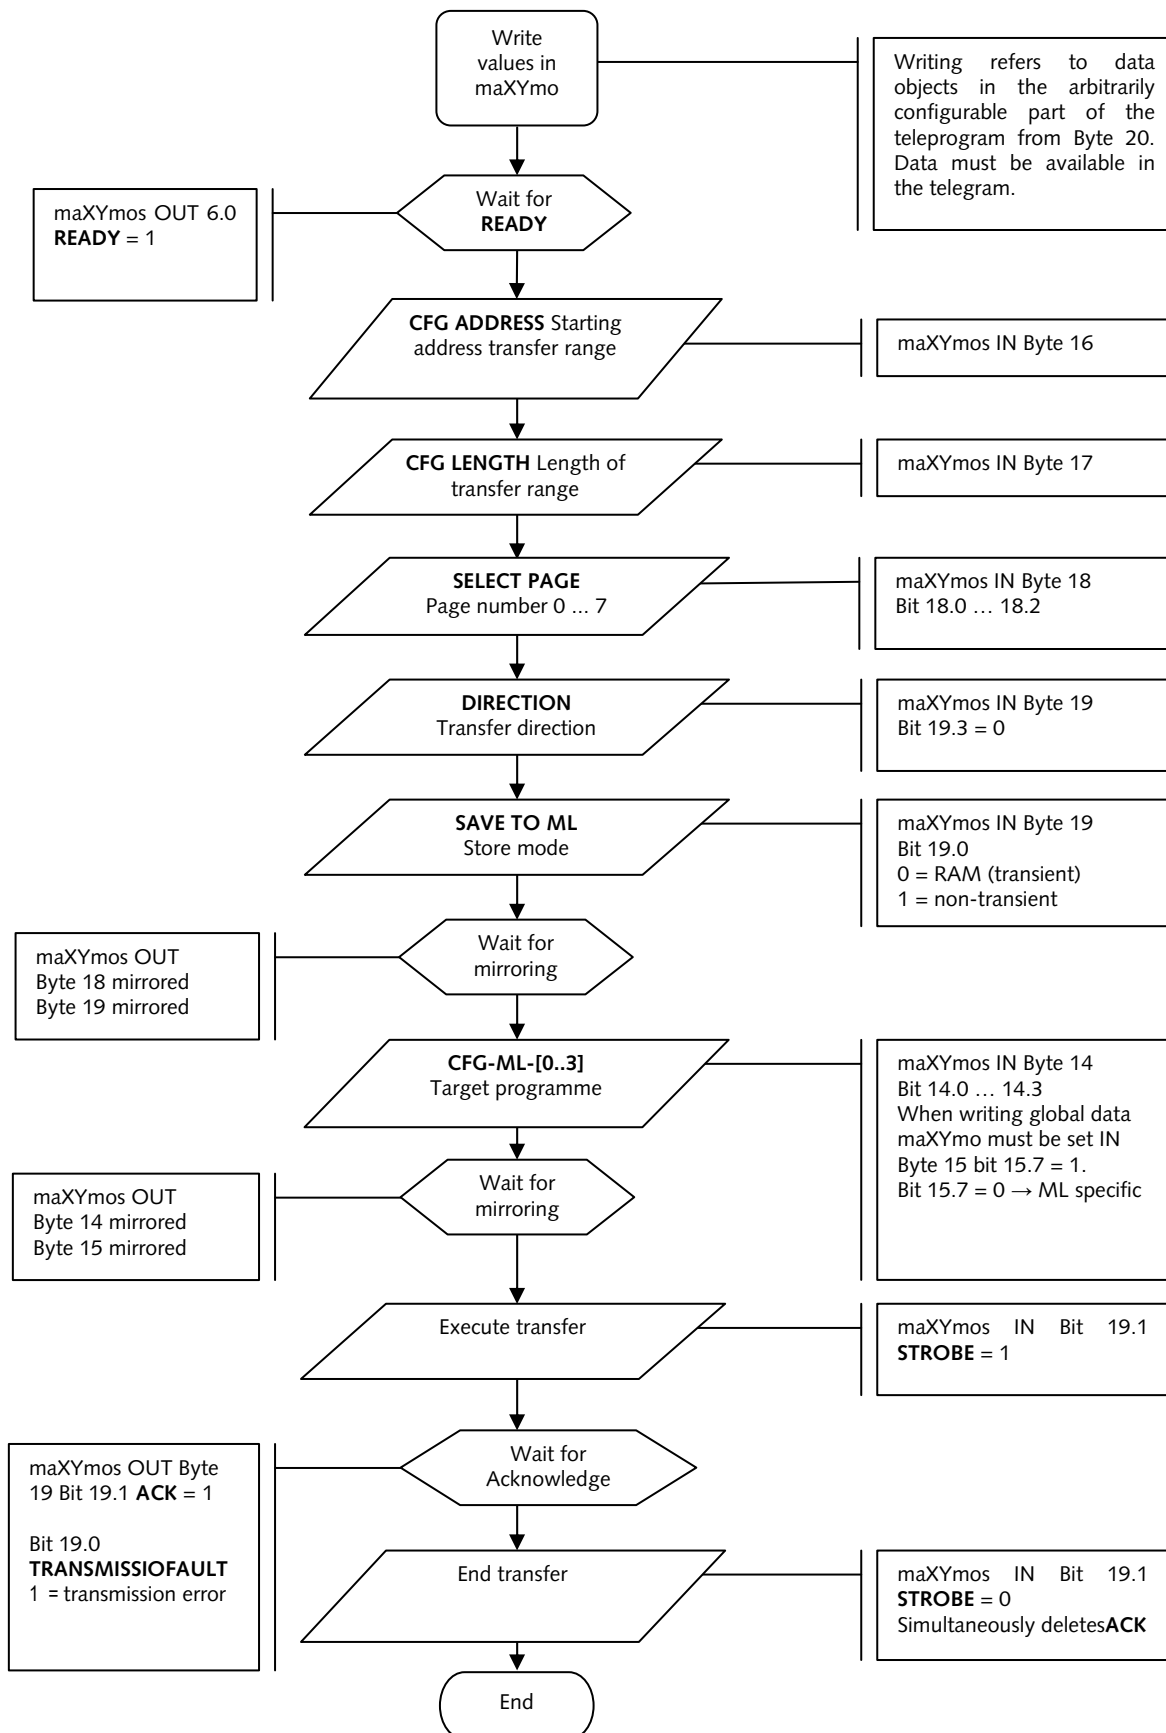 Write
values in
maXYmo
Writing refers to data
objects in the arbitrarily
configurable part of the
teleprogram from Byte 20.
Data must be available in
the telegram.
Wait for
READY
maXYmos OUT 6.0
READY = 1
CFG ADDRESS Starting
address transfer range
maXYmos IN Byte 16
CFG LENGTH Length of
transfer range
maXYmos IN Byte 17
SELECT PAGE
Page number 0 ... 7
maXYmos IN Byte 18
Bit 18.0 … 18.2
DIRECTION
Transfer direction
maXYmos IN Byte 19
Bit 19.3 = 0
SAVE TO ML
Store mode
maXYmos IN Byte 19
Bit 19.0
0 = RAM (transient)
1 = non-transient
Wait for
mirroring
maXYmos OUT
Byte 18 mirrored
Byte 19 mirrored
CFG-ML-[0..3]
Target programme
maXYmos IN Byte 14
Bit 14.0 … 14.3
When writing global data
maXYmo must be set IN
Byte 15 bit 15.7 = 1.
Bit 15.7 = 0 → ML specific
Wait for
mirroring
maXYmos OUT
Byte 14 mirrored
Byte 15 mirrored
Execute transfer
maXYmos IN Bit 19.1
STROBE = 1
Wait for
Acknowledge
maXYmos OUT Byte
19 Bit 19.1 ACK = 1
Bit 19.0
TRANSMISSIOFAULT
1 = transmission error
End transfer
maXYmos IN Bit 19.1
STROBE = 0
Simultaneously deletesACK
End